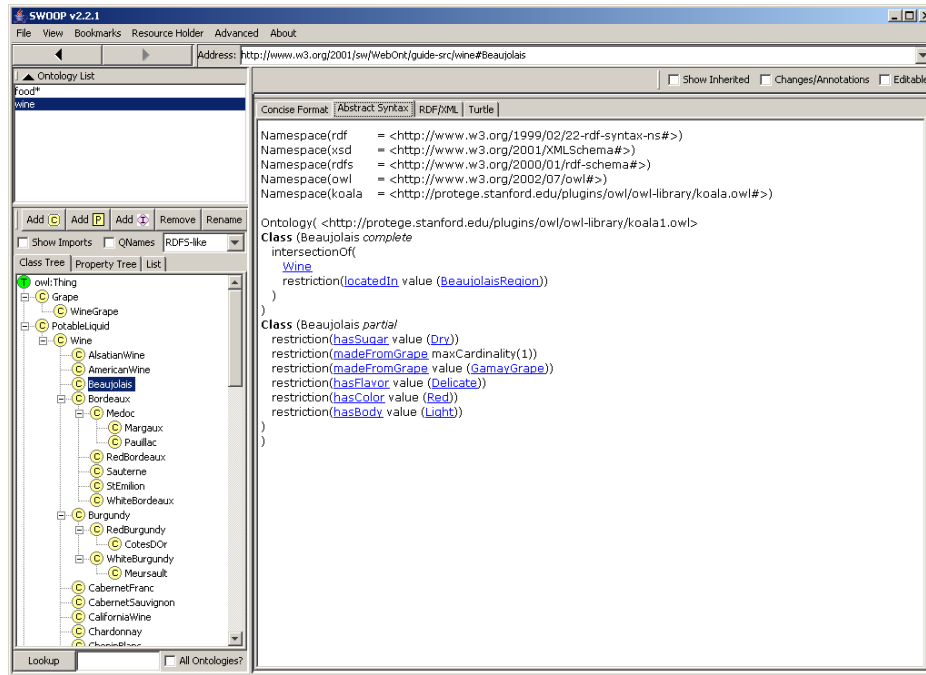 SWOOP v2.2.1
File View Bookmarks Resource Holder Advanced About
Address: http://www.w3.org/2001/sw/WebOnt/guide-src/wine#Beaujolais
Ontology List
food*
wine
Show Inherited Changes/Annotations Editable
Concise Format Abstract Syntax RDF/XML Turtle
Namespace(rdf = <http://www.w3.org/1999/02/22-rdf-syntax-ns#>)
Namespace(xsd = <http://www.w3.org/2001/XMLSchema#>)
Namespace(rdfs = <http://www.w3.org/2000/01/rdf-schema#>)
Namespace(owl = <http://www.w3.org/2002/07/owl#>)
Namespace(koala = <http://protege.stanford.edu/plugins/owl/owl-library/koala.owl#>)
Ontology( <http://protege.stanford.edu/plugins/owl/owl-library/koala1.owl>
Class (Beaujolais complete
intersectionOf(
Wine
restriction(locatedIn value (BeaujolaisRegion))
)
)
Class (Beaujolais partial
restriction(hasSugar value (Dry))
restriction(madeFromGrape maxCardinality(1))
restriction(madeFromGrape value (GamayGrape))
restriction(hasFlavor value (Delicate))
restriction(hasColor value (Red))
restriction(hasBody value (Light))
)
)
Add C Add P Add I Remove Rename
Show Imports QNames RDFS-like
Class Tree Property Tree List
T owl:Thing
C Grape
C WineGrape
C PotableLiquid
C Wine
C AlsatianWine
C AmericanWine
C Beaujolais
C Bordeaux
C Medoc
C Margaux
C Pauillac
C RedBordeaux
C Sauterne
C StEmilion
C WhiteBordeaux
C Burgundy
C RedBurgundy
C CotesDOr
C WhiteBurgundy
C Meursault
C CabernetFranc
C CabernetSauvignon
C CaliforniaWine
C Chardonnay
C CheninBlanc
Lookup All Ontologies?